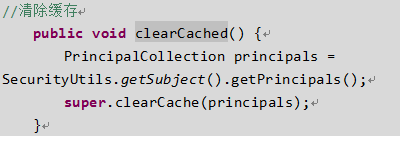 //清除缓存
public void clearCached() {
PrincipalCollection principals =
SecurityUtils.getSubject().getPrincipals();
super.clearCache(principals);
}